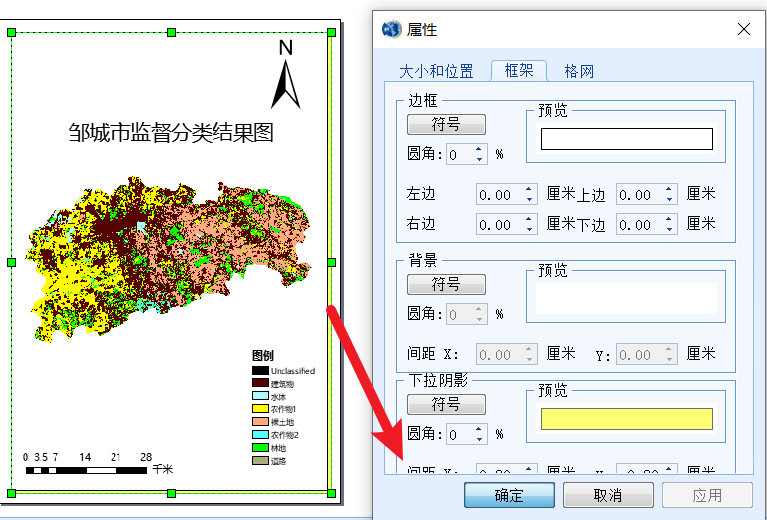 N
邹城市监督分类结果图
图例
Unclassified
建筑物
水体
农作物1
裸土地
农作物2
林地
道路
0 3.5 7 14 21 28
千米
属性
大小和位置 框架 格网
边框
符号
圆角: 0 %
预览
左边 0.00 厘米 上边 0.00 厘米
右边 0.00 厘米 下边 0.00 厘米
背景
符号
圆角: 0 %
预览
间距 X: 0.00 厘米 Y: 0.00 厘米
下拉阴影
符号
圆角: 0 %
预览
间距 X: 厘米 厘米
确定 取消 应用